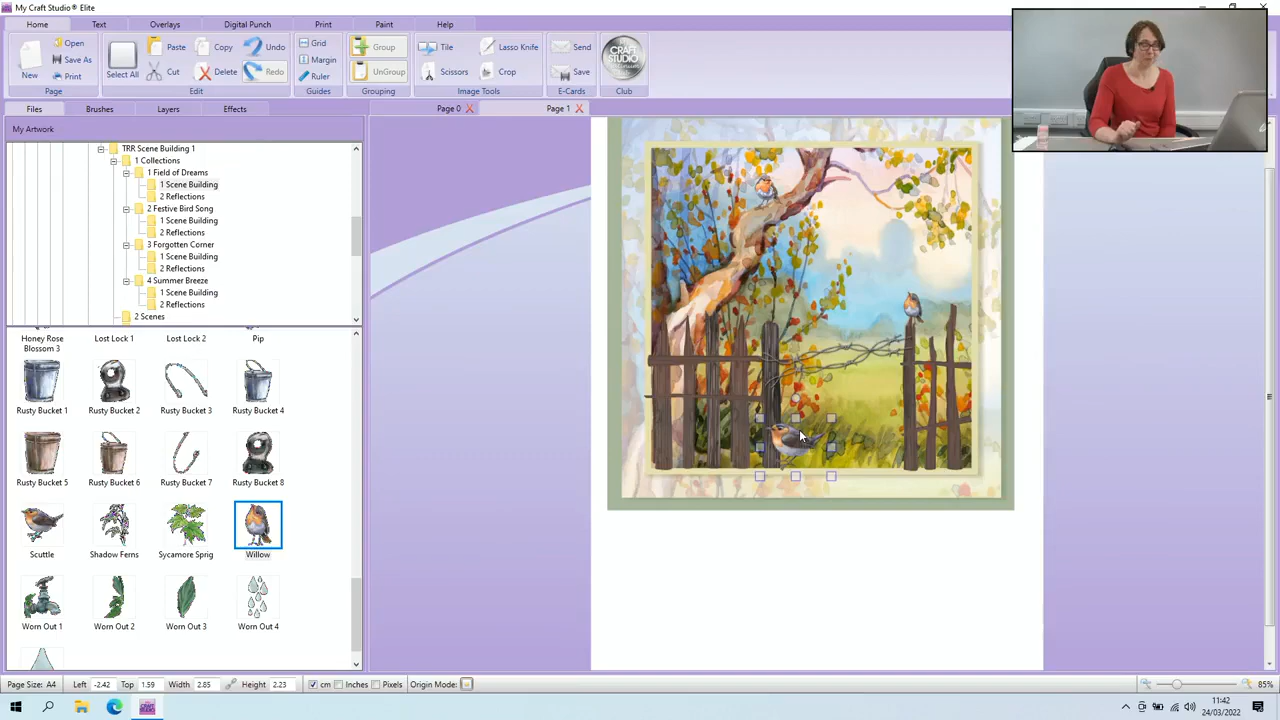 My Craft Studio® Elite
Home Text Overlays Digital Punch Print Paint Help
New Open Save As Print Page
Select All Paste Cut Copy Delete Undo Redo Edit
Grid Margin Ruler Guides
Group UnGroup Grouping
Tile Scissors Lasso Knife Crop Image Tools
Send Save E-Cards
CRAFT STUDIO Club
Files Brushes Layers Effects
Page 0 Page 1
My Artwork
TRR Scene Building 1
1 Collections
1 Field of Dreams
1 Scene Building
2 Reflections
2 Festive Bird Song
1 Scene Building
2 Reflections
3 Forgotten Corner
1 Scene Building
2 Reflections
4 Summer Breeze
1 Scene Building
2 Reflections
2 Scenes
Honey Rose Blossom 3 Lost Lock 1 Lost Lock 2 Pip
Rusty Bucket 1 Rusty Bucket 2 Rusty Bucket 3 Rusty Bucket 4
Rusty Bucket 5 Rusty Bucket 6 Rusty Bucket 7 Rusty Bucket 8
Scuttle Shadow Ferns Sycamore Sprig Willow
Worn Out 1 Worn Out 2 Worn Out 3 Worn Out 4
Page Size: A4 Left -2.42 Top 1.59 Width 2.85 Height 2.23 cm Inches Pixels Origin Mode: 85%
11:42
24/03/2022